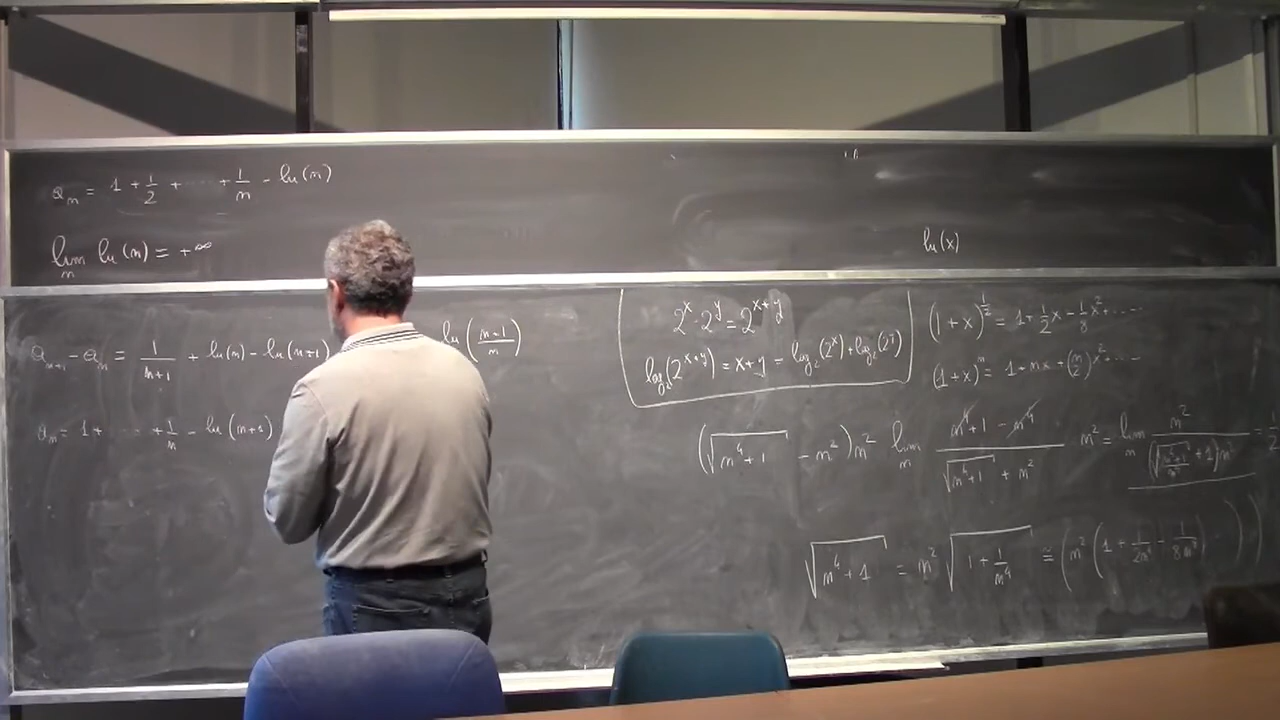 a_n = 1 + 1/2 + ⋯ + 1/n - ln(n)
lim_n ln(n) = +∞
a_{n+1} - a_n = 1/(n+1) + ln(n) - ln(n+1)
ln((n+1)/n)
a_n = 1 + ⋯ + 1/n - ln(n+1)
ln(x)
2^x · 2^y = 2^{x+y}
log_2(2^{x+y}) = x+y = log_2(2^x) + log_2(2^y)
(1+x)^{1/2} = 1 + 1/2 x - 1/8 x^2 + ⋯
(1+x)^n = 1 + nx + (n/2) x^2 ⋯
(√(n^4+1) - n^2) n^2 lim_n (n^4+1-n^4)/(√(n^4+1) + n^2) n^2 = lim_n n^2/((√((n^4+1)/n^4) + 1) n^2) = 1/2
√(n^4+1) = n^2 √(1 + 1/n^4) ≅ (n^2 (1 + 1/(2n^4) - 1/(8n^8) ⋯))